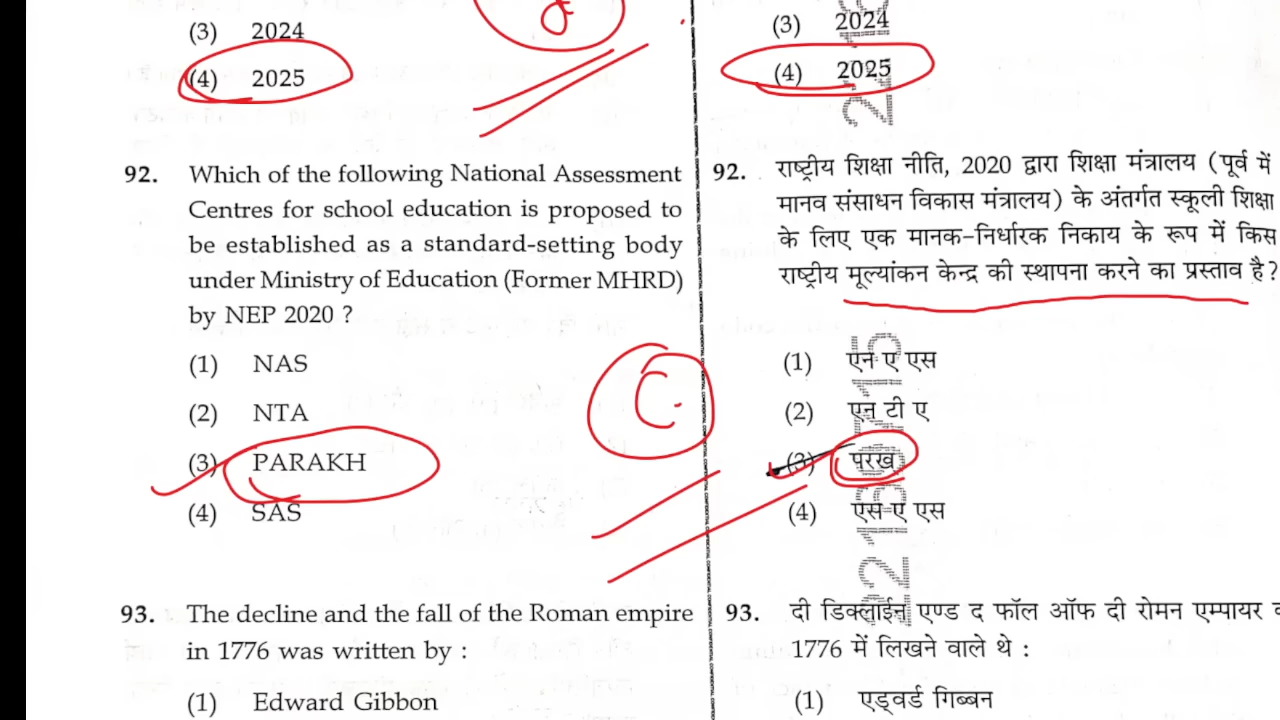 (3) 2024
(4) 2025
92. Which of the following National Assessment
Centres for school education is proposed to
be established as a standard-setting body
under Ministry of Education (Former MHRD)
by NEP 2020 ?
(1) NAS
(2) NTA
(3) PARAKH
(4) SAS
C
93. The decline and the fall of the Roman empire
in 1776 was written by :
(1) Edward Gibbon
(3) 2024
(4) 2025
92. राष्ट्रीय शिक्षा नीति, 2020 द्वारा शिक्षा मंत्रालय (पूर्व में
मानव संसाधन विकास मंत्रालय) के अंतर्गत स्कूली शिक्षा
के लिए एक मानक-निर्धारक निकाय के रूप में किस
राष्ट्रीय मूल्यांकन केन्द्र की स्थापना करने का प्रस्ताव है?
(1) एन ए एस
(2) एन टी ए
(3) परख
(4) एस ए एस
93. दी डिक्लाईन एण्ड द फॉल ऑफ दी रोमन एम्पायर
1776 में लिखने वाले थे :
(1) एड्वर्ड गिब्बन